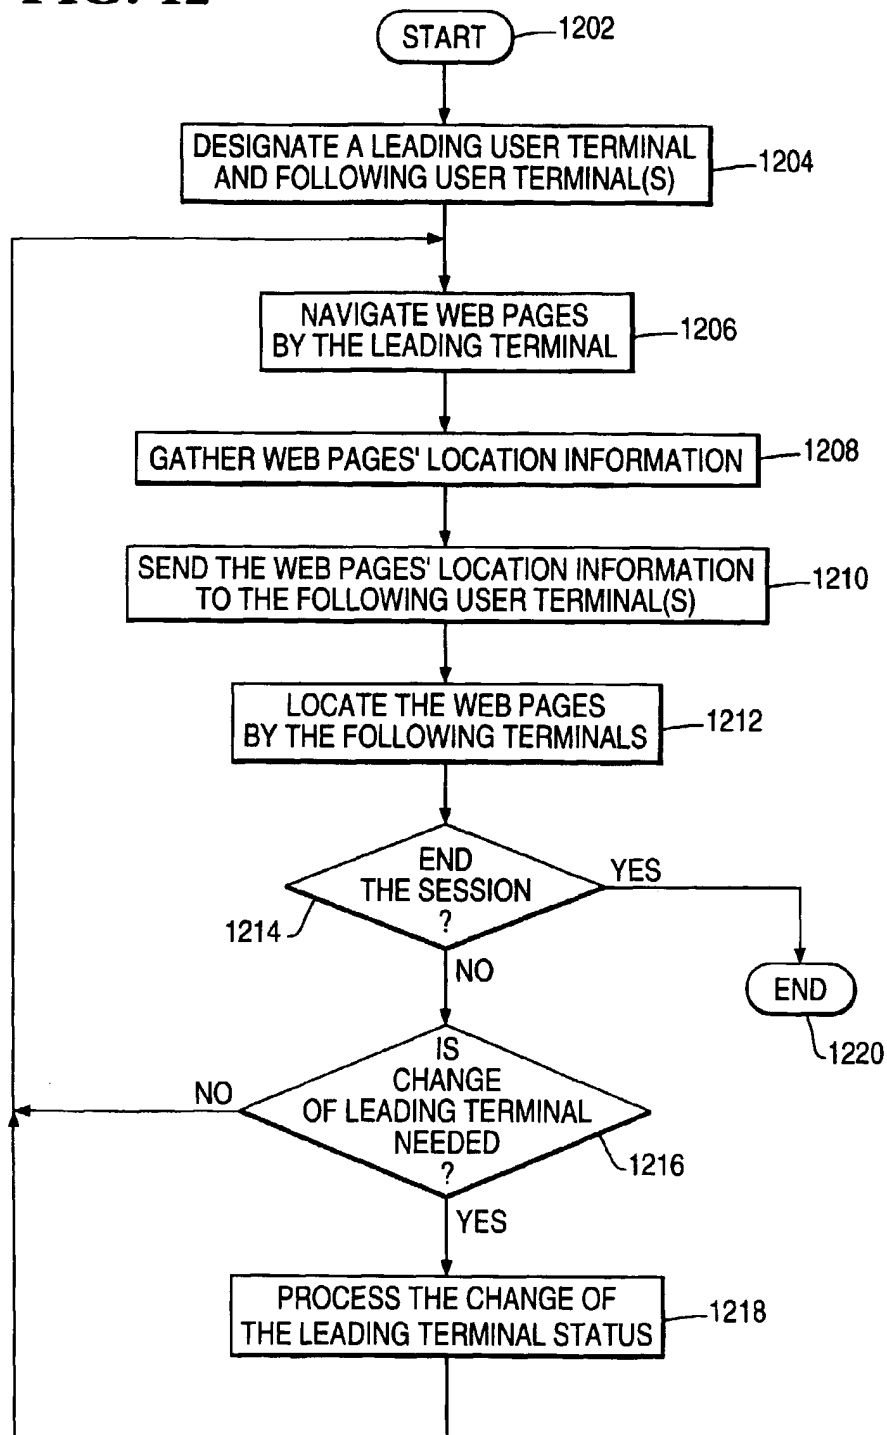 FIG. 12
START
1202
DESIGNATE A LEADING USER TERMINAL
AND FOLLOWING USER TERMINAL(S)
1204
NAVIGATE WEB PAGES
BY THE LEADING TERMINAL
1206
GATHER WEB PAGES' LOCATION INFORMATION
1208
SEND THE WEB PAGES' LOCATION INFORMATION
TO THE FOLLOWING USER TERMINAL(S)
1210
LOCATE THE WEB PAGES
BY THE FOLLOWING TERMINALS
1212
END
THE SESSION
?
YES
1214
NO
END
1220
IS
CHANGE
OF LEADING TERMINAL
NEEDED
?
NO
1216
YES
PROCESS THE CHANGE OF
THE LEADING TERMINAL STATUS
1218